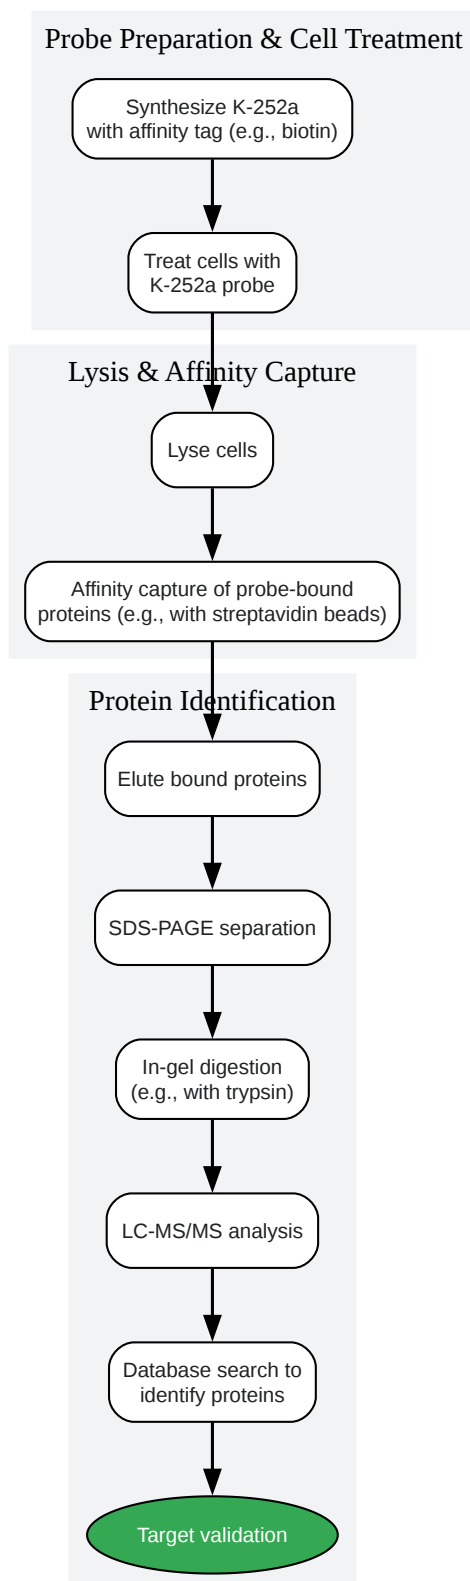 Probe Preparation & Cell Treatment
Synthesize K-252a
with affinity tag (e.g., biotin)
Treat cells with
K-252a probe
Lysis & Affinity Capture
Lyse cells
Affinity capture of probe-bound
proteins (e.g., with streptavidin beads)
Protein Identification
Elute bound proteins
SDS-PAGE separation
In-gel digestion
(e.g., with trypsin)
LC-MS/MS analysis
Database search to
identify proteins
Target validation